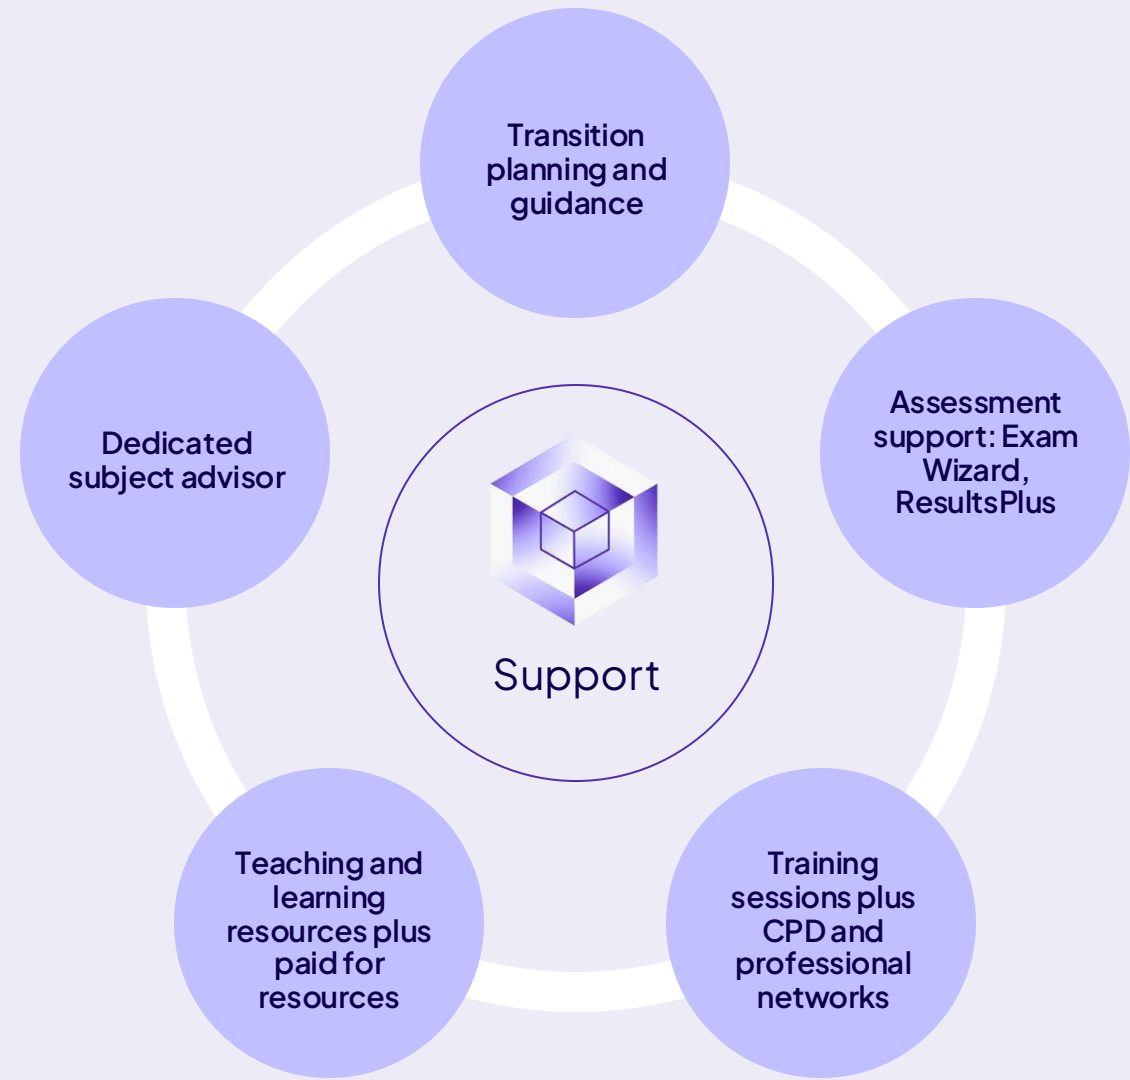 Transition
planning and
guidance
Dedicated
subject advisor
Assessment
support: Exam
Wizard,
ResultsPlus
Support
Teaching and
learning
resources plus
paid for
resources
Training
sessions plus
CPD and
professional
networks